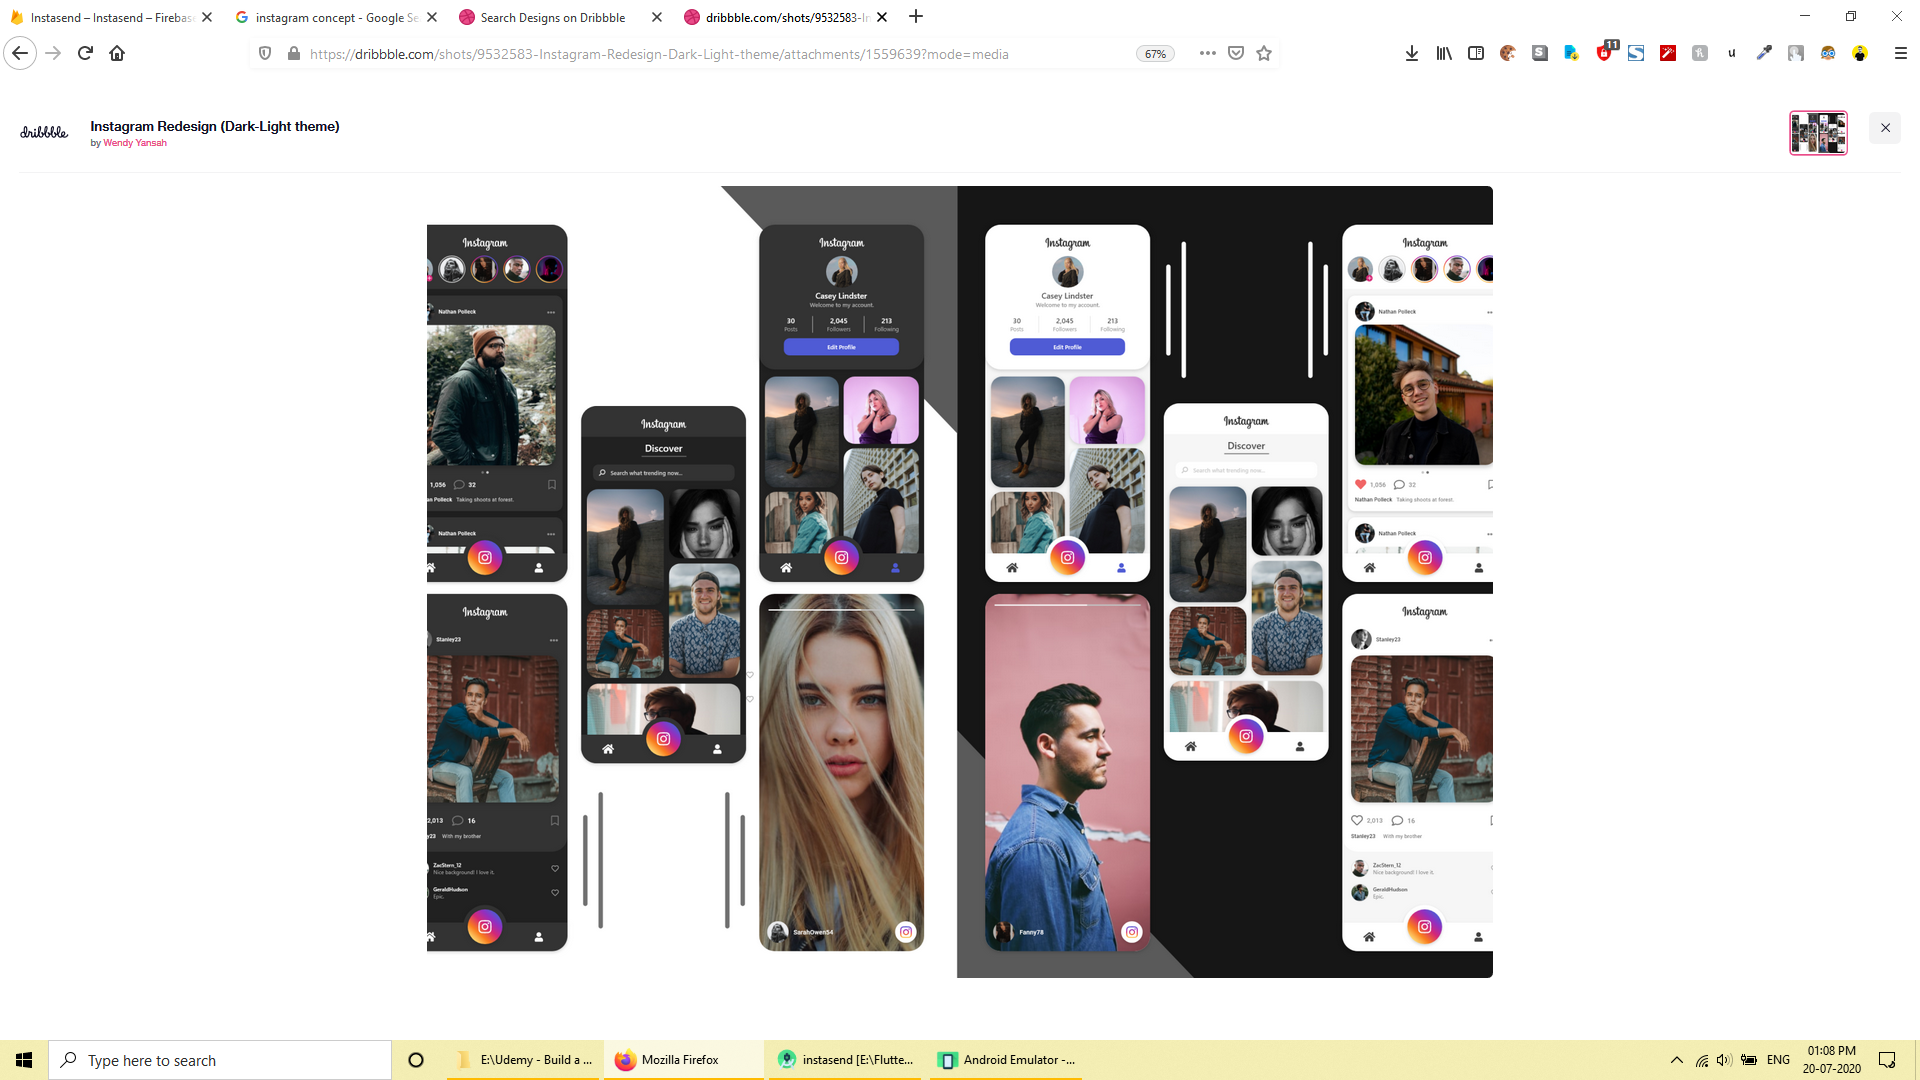 Instasend – Instasend – Firebas
instagram concept - Google Se
Search Designs on Dribbble
dribbble.com/shots/9532583-In
https://dribbble.com/shots/9532583-Instagram-Redesign-Dark-Light-theme/attachments/1559639?mode=media
67%
11
dribbble
Instagram Redesign (Dark-Light theme)
by Wendy Yansah
Instagram
Nathan Polleck
1,056
32
an Polleck Taking shoots at forest.
Nathan Polleck
Instagram
Stanley23
2,013
16
ey23 With my brother
ZacStern_12
Nice background! I love it.
GeraldHudson
Epic.
Instagram
Discover
Search what trending now...
Instagram
Casey Lindster
Welcome to my account.
30 2,045 213
Posts Followers Following
Edit Profile
SarahOwen54
Instagram
Casey Lindster
Welcome to my account.
30 2,045 213
Posts Followers Following
Edit Profile
Fanny78
Instagram
Discover
Search what trending now...
Instagram
Nathan Polleck
1,056
32
Nathan Polleck Taking shoots at forest.
Nathan Polleck
Instagram
Stanley23
2,013
16
Stanley23 With my brother
ZacStern_12
Nice background! I love it.
GeraldHudson
Epic.
Type here to search
E:\Udemy - Build a ...
Mozilla Firefox
instasend [E:\Flutte...
Android Emulator -...
ENG
01:08 PM
20-07-2020